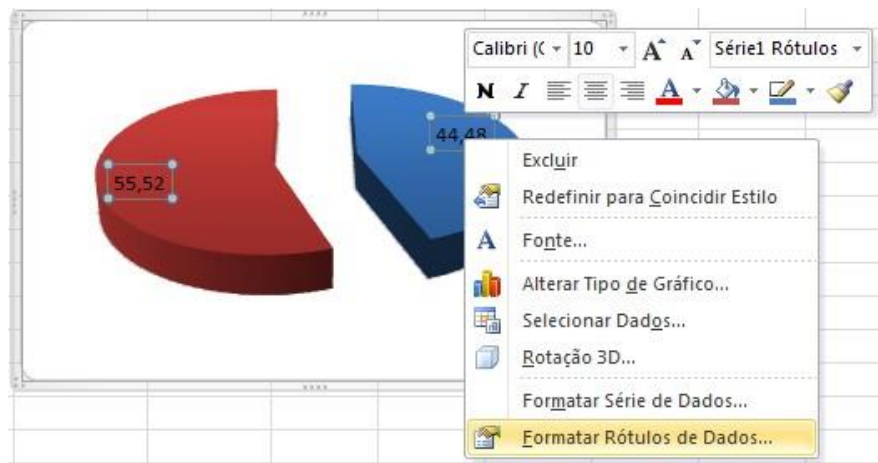 Calibri (C 10 A A Série1 Rótulos
N I A
44,48
55,52
Excluir
Redefinir para Coincidir Estilo
A Fonte...
Alterar Tipo de Gráfico...
Selecionar Dados...
Rotação 3D...
Formatar Série de Dados...
Formatar Rótulos de Dados...